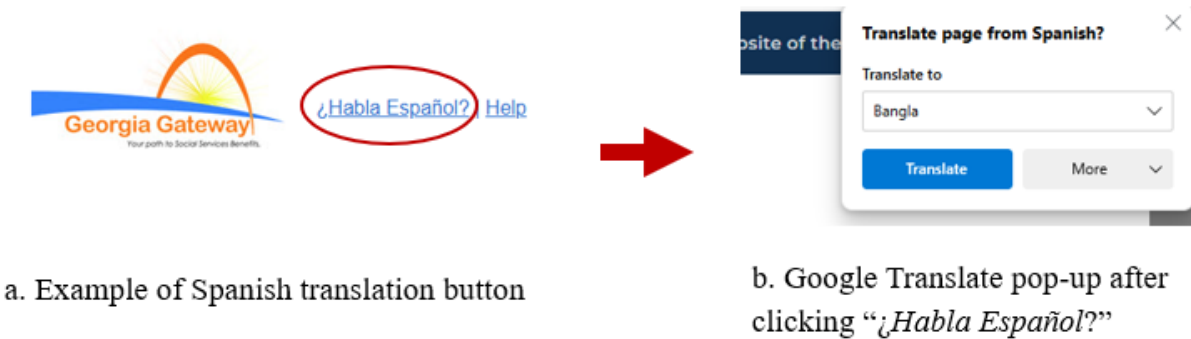 Georgia Gateway
Your path to Social Services Benefits.
¿Habla Español? | Help
osite of the
Translate page from Spanish?
Translate to
Bangla
Translate
More
a. Example of Spanish translation button
b. Google Translate pop-up after
clicking “¿Habla Español?”